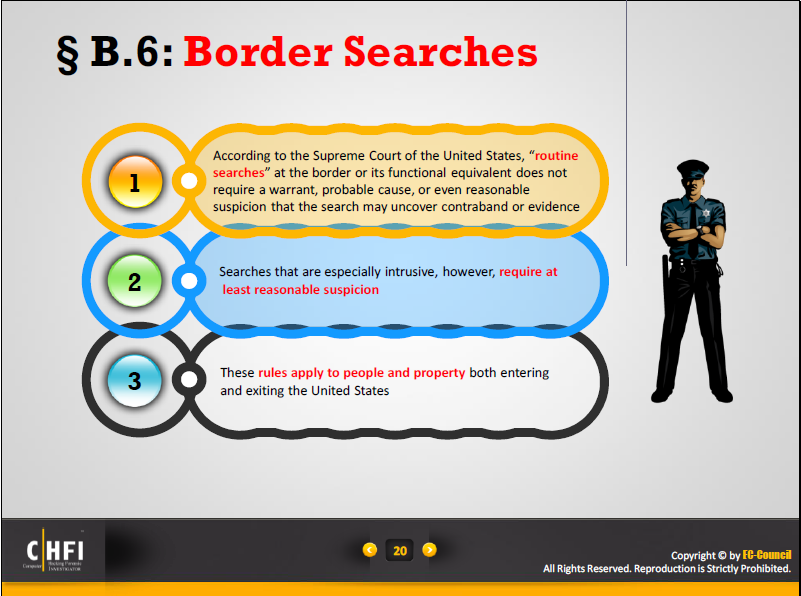 § B.6: Border Searches
1
According to the Supreme Court of the United States, “routine
searches” at the border or its functional equivalent does not
require a warrant, probable cause, or even reasonable
suspicion that the search may uncover contraband or evidence
2
Searches that are especially intrusive, however, require at
least reasonable suspicion
3
These rules apply to people and property both entering
and exiting the United States
CHFI
Computer Hacking Forensic
INVESTIGATOR
20
Copyright © by EC-Council
All Rights Reserved. Reproduction is Strictly Prohibited.